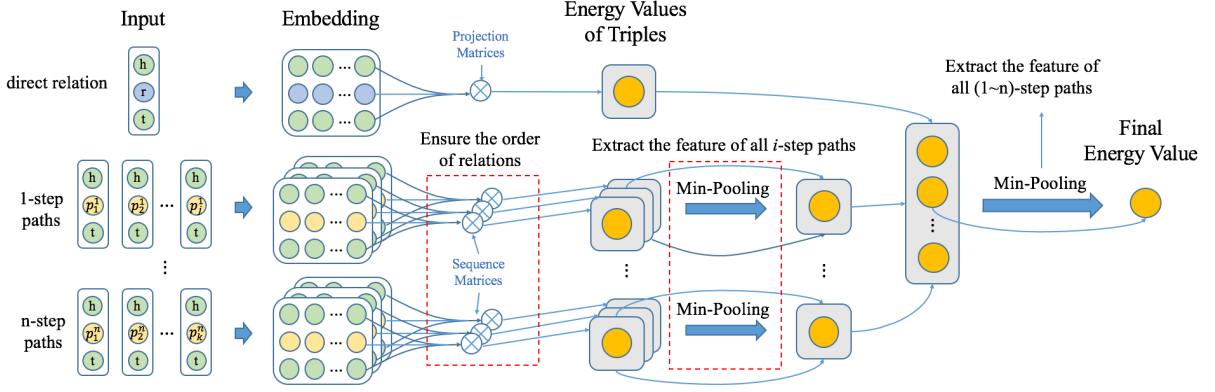 Input
Embedding
Energy Values
of Triples
Projection
Matrices
direct relation
h
r
t
...
Extract the feature of
all (1~n)-step paths
Final
Energy Value
Ensure the order
of relations
Extract the feature of all i-step paths
1-step
paths
h h h
p₁¹ p₂¹ ... pⱼ¹
t t t
...
Min-Pooling
Min-Pooling
...
Sequence
Matrices
...
...
n-step
paths
h h h
p₁ⁿ p₂ⁿ ... pₖⁿ
t t t
...
Min-Pooling